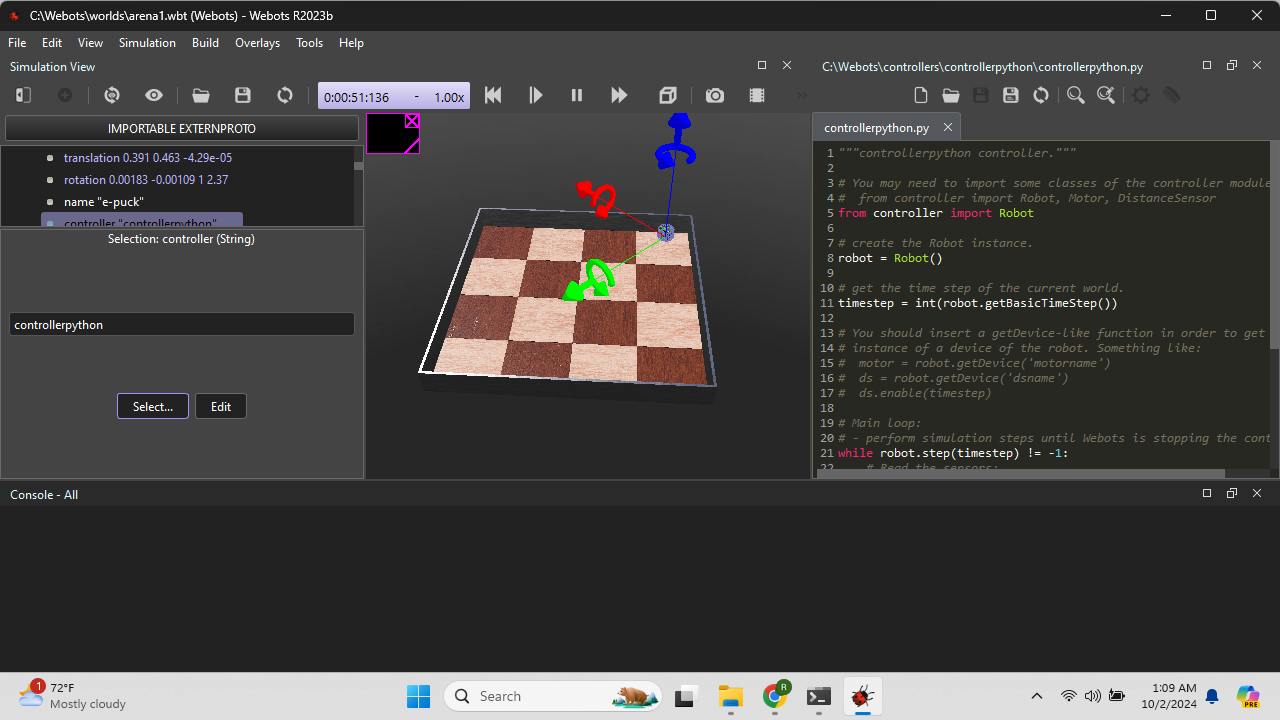 C:\Webots\worlds\arena1.wbt (Webots) - Webots R2023b
File Edit View Simulation Build Overlays Tools Help
Simulation View
0:00:51:136 - 1.00x
IMPORTABLE EXTERNPROTO
translation 0.391 0.463 -4.29e-05
rotation 0.00183 -0.00109 1 2.37
name "e-puck"
controller "controllerpython"
Selection: controller (String)
controllerpython
Select... Edit
C:\Webots\controllers\controllerpython\controllerpython.py
controllerpython.py
1 """controllerpython controller."""
2
3 # You may need to import some classes of the controller module
4 #  from controller import Robot, Motor, DistanceSensor
5 from controller import Robot
6
7 # create the Robot instance.
8 robot = Robot()
9
10 # get the time step of the current world.
11 timestep = int(robot.getBasicTimeStep())
12
13 # You should insert a getDevice-like function in order to get
14 # instance of a device of the robot. Something like:
15 #  motor = robot.getDevice('motorname')
16 #  ds = robot.getDevice('dsname')
17 #  ds.enable(timestep)
18
19 # Main loop:
20 # - perform simulation steps until Webots is stopping the cont
21 while robot.step(timestep) != -1:
22     # Read the sensors:
Console - All
1
72°F
Mostly cloudy
Search
R
1:09 AM
10/2/2024
PRE